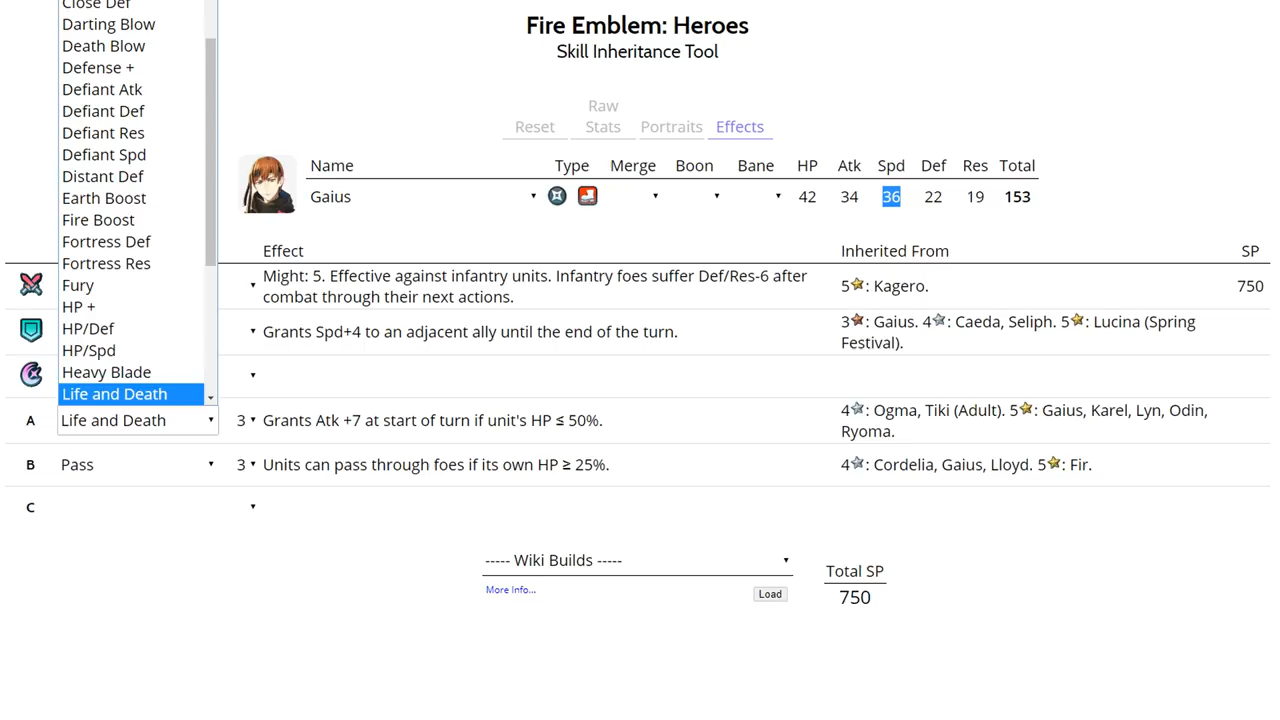 Close Def
Darting Blow
Death Blow
Defense +
Defiant Atk
Defiant Def
Defiant Res
Defiant Spd
Distant Def
Earth Boost
Fire Boost
Fortress Def
Fortress Res
Fury
HP +
HP/Def
HP/Spd
Heavy Blade
Life and Death
Fire Emblem: Heroes
Skill Inheritance Tool
Reset
Raw
Stats
Portraits
Effects
Name Type Merge Boon Bane HP Atk Spd Def Res Total
Gaius 42 34 36 22 19 153
Effect Inherited From SP
Might: 5. Effective against infantry units. Infantry foes suffer Def/Res-6 after
combat through their next actions.
5: Kagero. 750
Grants Spd+4 to an adjacent ally until the end of the turn.
3: Gaius. 4: Caeda, Seliph. 5: Lucina (Spring
Festival).
A Life and Death 3 Grants Atk +7 at start of turn if unit's HP ≤ 50%.
4: Ogma, Tiki (Adult). 5: Gaius, Karel, Lyn, Odin,
Ryoma.
B Pass 3 Units can pass through foes if its own HP ≥ 25%. 4: Cordelia, Gaius, Lloyd. 5: Fir.
C
----- Wiki Builds -----
More Info...
Load
Total SP
750